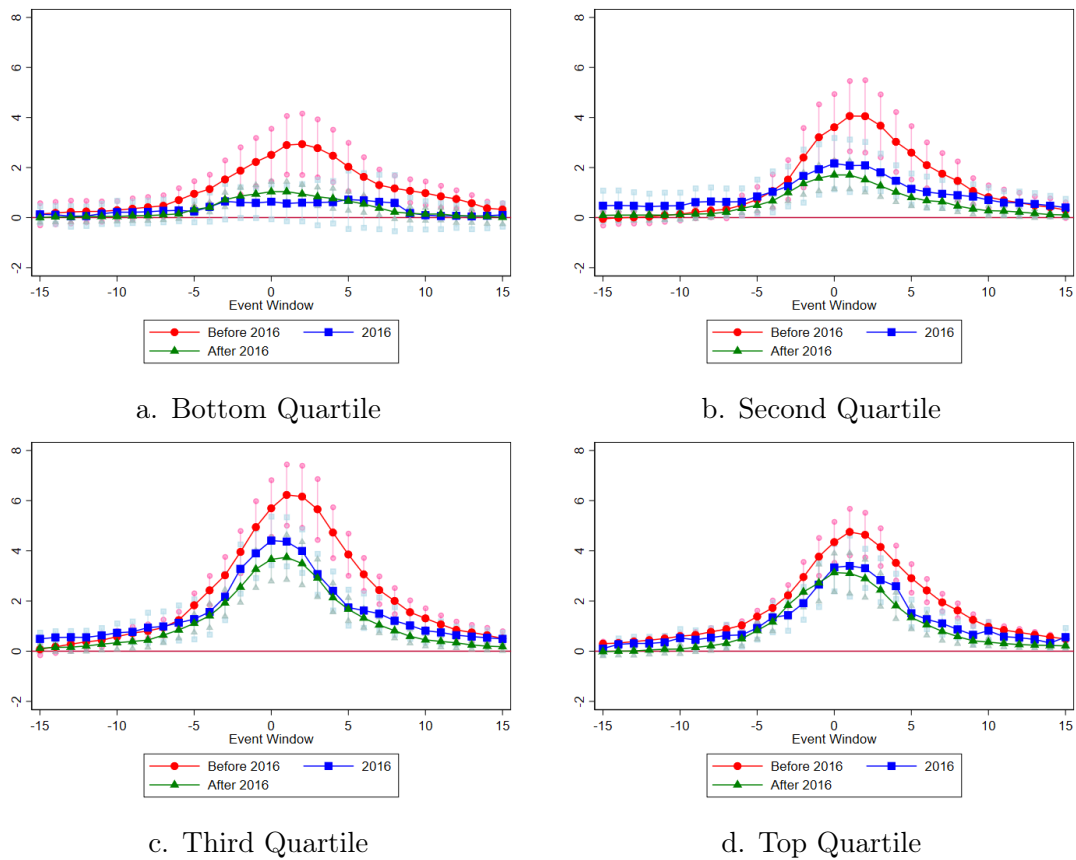 8
6
4
2
0
-2
-15 -10 -5 0 5 10 15
Event Window
Before 2016 2016
After 2016
a. Bottom Quartile
8
6
4
2
0
-2
-15 -10 -5 0 5 10 15
Event Window
Before 2016 2016
After 2016
b. Second Quartile
8
6
4
2
0
-2
-15 -10 -5 0 5 10 15
Event Window
Before 2016 2016
After 2016
c. Third Quartile
8
6
4
2
0
-2
-15 -10 -5 0 5 10 15
Event Window
Before 2016 2016
After 2016
d. Top Quartile